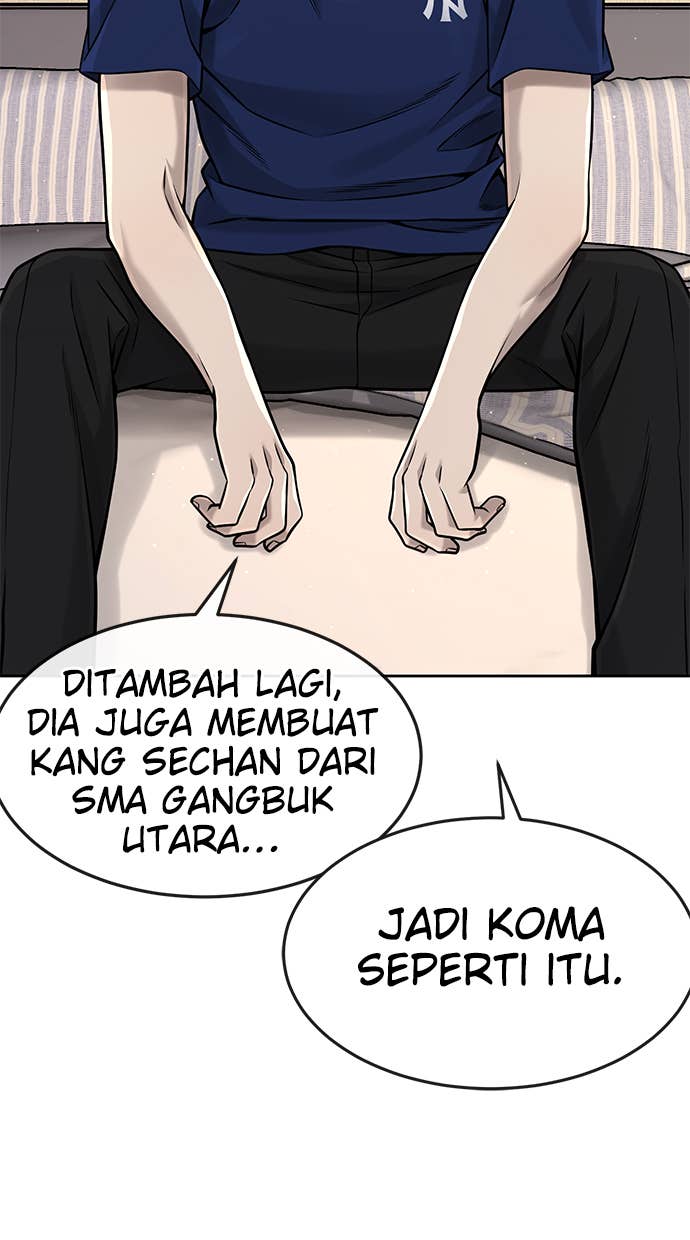 DITAMBAH LAGI,
DIA JUGA MEMBUAT
KANG SECHAN DARI
SMA GANGBUK
UTARA...
JADI KOMA
SEPERTI ITU.